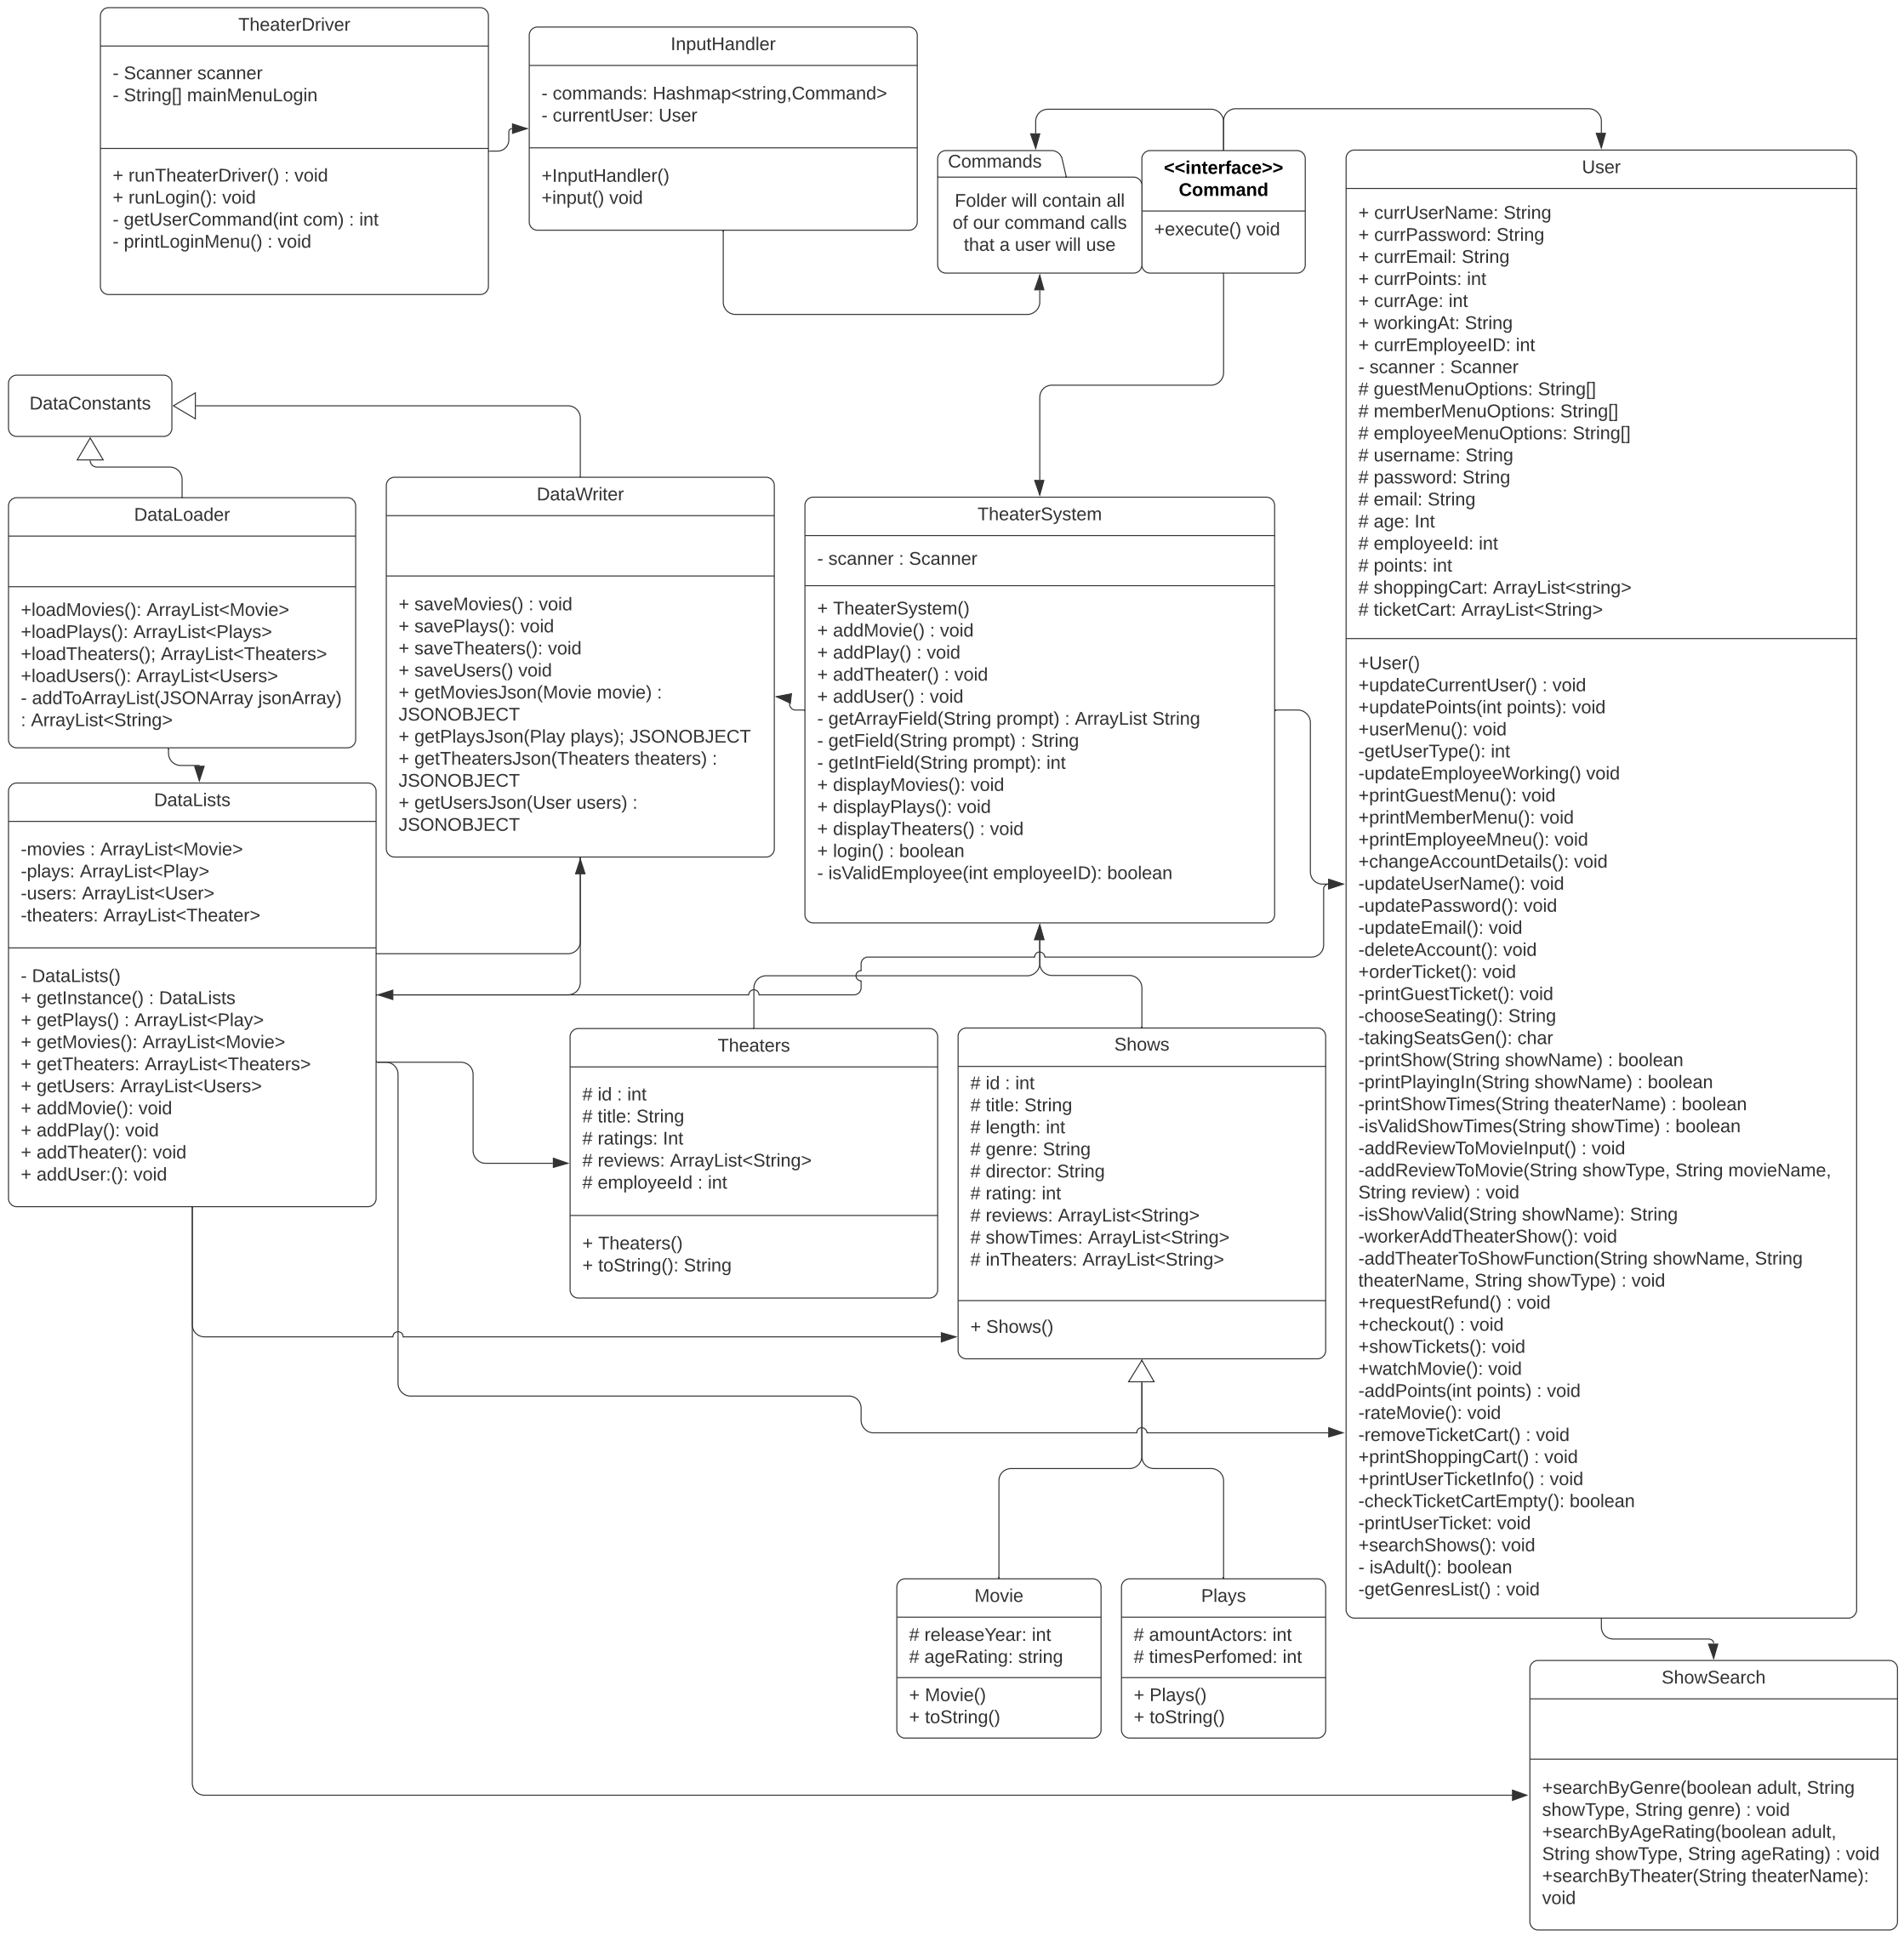 TheaterDriver
- Scanner scanner
- String[] mainMenuLogin
+ runTheaterDriver() : void
+ runLogin(): void
- getUserCommand(int com) : int
- printLoginMenu() : void
InputHandler
- commands: Hashmap<string,Command>
- currentUser: User
+InputHandler()
+input() void
Commands
Folder will contain all
of our command calls
that a user will use
<<interface>>
Command
+execute() void
User
+ currUserName: String
+ currPassword: String
+ currEmail: String
+ currPoints: int
+ currAge: int
+ workingAt: String
+ currEmployeeID: int
- scanner : Scanner
# guestMenuOptions: String[]
# memberMenuOptions: String[]
# employeeMenuOptions: String[]
# username: String
# password: String
# email: String
# age: Int
# employeeId: int
# points: int
# shoppingCart: ArrayList<string>
# ticketCart: ArrayList<String>
+User()
+updateCurrentUser() : void
+updatePoints(int points): void
+userMenu(): void
-getUserType(): int
-updateEmployeeWorking() void
+printGuestMenu(): void
+printMemberMenu(): void
+printEmployeeMneu(): void
+changeAccountDetails(): void
-updateUserName(): void
-updatePassword(): void
-updateEmail(): void
-deleteAccount(): void
+orderTicket(): void
-printGuestTicket(): void
-chooseSeating(): String
-takingSeatsGen(): char
-printShow(String showName) : boolean
-printPlayingIn(String showName) : boolean
-printShowTimes(String theaterName) : boolean
-isValidShowTimes(String showTime) : boolean
-addReviewToMovieInput() : void
-addReviewToMovie(String showType, String movieName,
String review) : void
-isShowValid(String showName): String
-workerAddTheaterShow(): void
-addTheaterToShowFunction(String showName, String
theaterName, String showType) : void
+requestRefund() : void
+checkout() : void
+showTickets(): void
+watchMovie(): void
-addPoints(int points) : void
-rateMovie(): void
-removeTicketCart() : void
+printShoppingCart() : void
+printUserTicketInfo() : void
-checkTicketCartEmpty(): boolean
-printUserTicket: void
+searchShows(): void
- isAdult(): boolean
-getGenresList() : void
DataConstants
DataLoader
+loadMovies(): ArrayList<Movie>
+loadPlays(): ArrayList<Plays>
+loadTheaters(); ArrayList<Theaters>
+loadUsers(): ArrayList<Users>
- addToArrayList(JSONArray jsonArray)
: ArrayList<String>
DataWriter
+ saveMovies() : void
+ savePlays(): void
+ saveTheaters(): void
+ saveUsers() void
+ getMoviesJson(Movie movie) :
JSONOBJECT
+ getPlaysJson(Play plays); JSONOBJECT
+ getTheatersJson(Theaters theaters) :
JSONOBJECT
+ getUsersJson(User users) :
JSONOBJECT
TheaterSystem
- scanner : Scanner
+ TheaterSystem()
+ addMovie() : void
+ addPlay() : void
+ addTheater() : void
+ addUser() : void
- getArrayField(String prompt) : ArrayList String
- getField(String prompt) : String
- getIntField(String prompt): int
+ displayMovies(): void
+ displayPlays(): void
+ displayTheaters() : void
+ login() : boolean
- isValidEmployee(int employeeID): boolean
DataLists
-movies : ArrayList<Movie>
-plays: ArrayList<Play>
-users: ArrayList<User>
-theaters: ArrayList<Theater>
- DataLists()
+ getInstance() : DataLists
+ getPlays() : ArrayList<Play>
+ getMovies(): ArrayList<Movie>
+ getTheaters: ArrayList<Theaters>
+ getUsers: ArrayList<Users>
+ addMovie(): void
+ addPlay(): void
+ addTheater(): void
+ addUser:(): void
Theaters
# id : int
# title: String
# ratings: Int
# reviews: ArrayList<String>
# employeeId : int
+ Theaters()
+ toString(): String
Shows
# id : int
# title: String
# length: int
# genre: String
# director: String
# rating: int
# reviews: ArrayList<String>
# showTimes: ArrayList<String>
# inTheaters: ArrayList<String>
+ Shows()
Movie
# releaseYear: int
# ageRating: string
+ Movie()
+ toString()
Plays
# amountActors: int
# timesPerfomed: int
+ Plays()
+ toString()
ShowSearch
+searchByGenre(boolean adult, String
showType, String genre) : void
+searchByAgeRating(boolean adult,
String showType, String ageRating) : void
+searchByTheater(String theaterName):
void